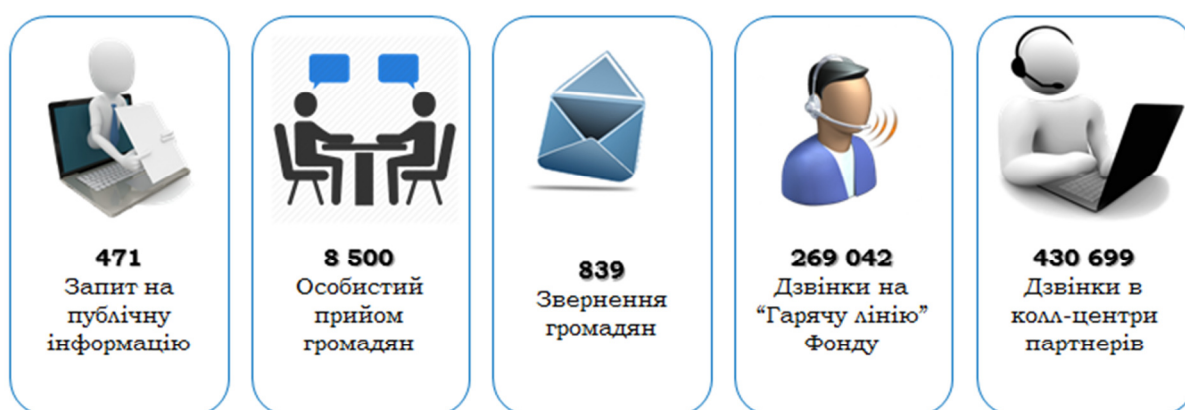 471
Запит на
публічну
інформацію
8 500
Особистий
прийом
громадян
839
Звернення
громадян
269 042
Дзвінки на
“Гарячу лінію”
Фонду
430 699
Дзвінки в
колл-центри
партнерів